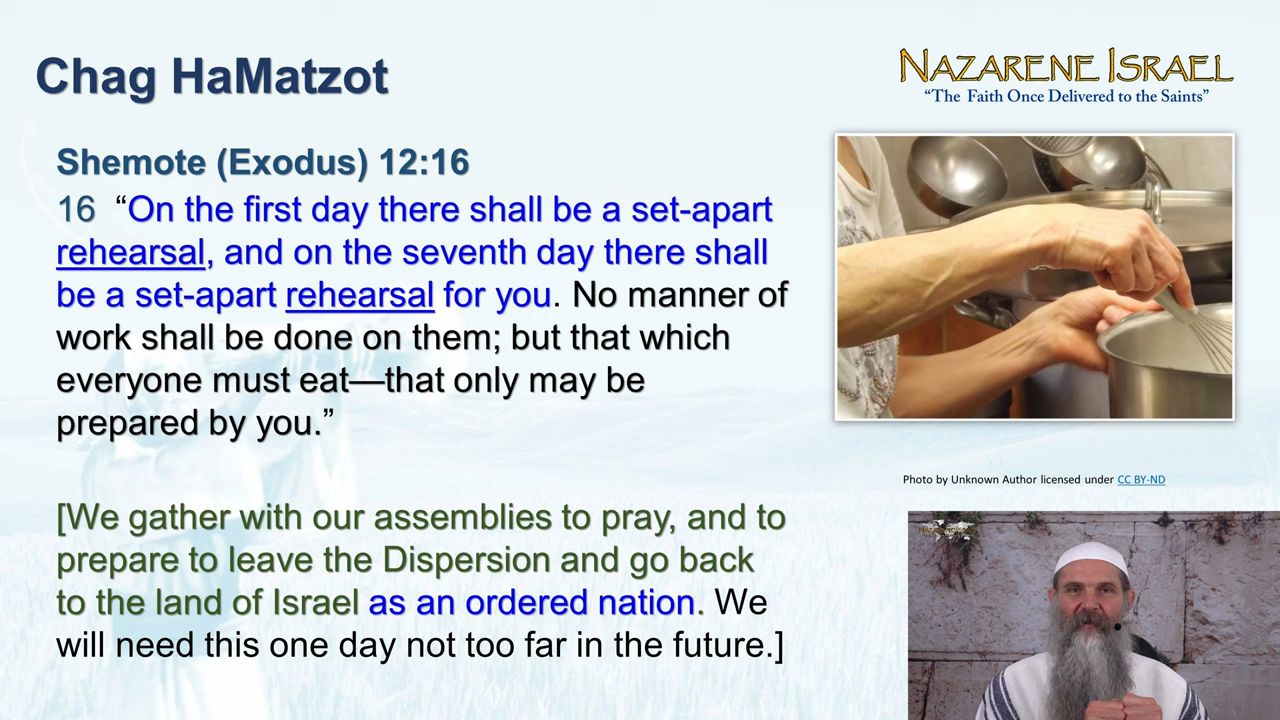 Chag HaMatzot
NAZARENE ISRAEL
“The Faith Once Delivered to the Saints”
Shemote (Exodus) 12:16
16 “On the first day there shall be a set-apart
rehearsal, and on the seventh day there shall
be a set-apart rehearsal for you. No manner of
work shall be done on them; but that which
everyone must eat—that only may be
prepared by you.”
[We gather with our assemblies to pray, and to
prepare to leave the Dispersion and go back
to the land of Israel as an ordered nation. We
will need this one day not too far in the future.]
Photo by Unknown Author licensed under CC BY-ND